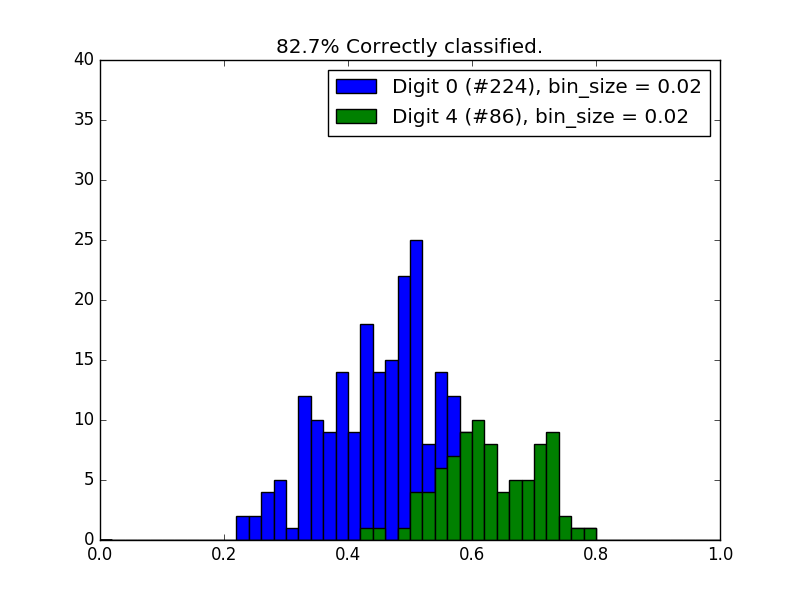 82.7% Correctly classified.
Digit 0 (#224), bin_size = 0.02
Digit 4 (#86), bin_size = 0.02
40
35
30
25
20
15
10
5
0
0.0 0.2 0.4 0.6 0.8 1.0